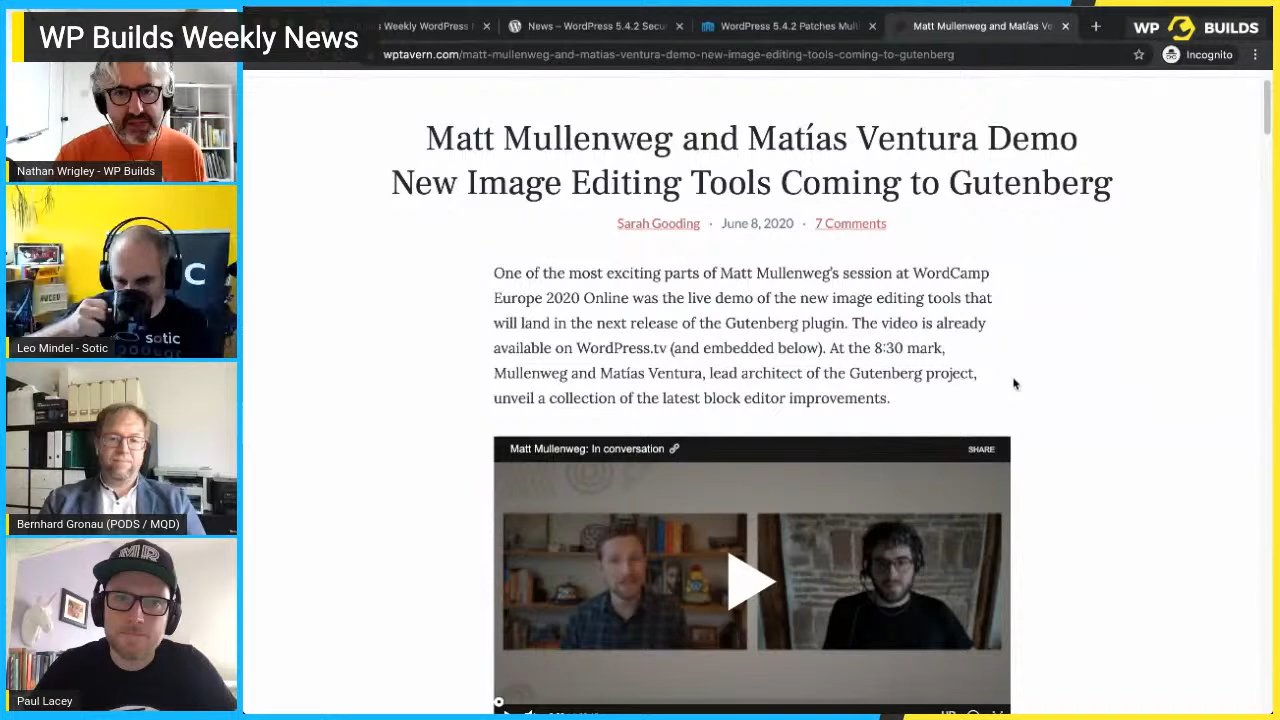 WP Builds Weekly News
s Weekly WordPress
News – WordPress 5.4.2 Secu
WordPress 5.4.2 Patches Mult
Matt Mullenweg and Matías Ve
WP BUILDS
wptavern.com/matt-mullenweg-and-matias-ventura-demo-new-image-editing-tools-coming-to-gutenberg
Incognito
Nathan Wrigley - WP Builds
C
sotic
Leo Mindel - Sotic
Bernhard Gronau (PODS / MQD)
MR
Paul Lacey
Matt Mullenweg and Matías Ventura Demo
New Image Editing Tools Coming to Gutenberg
Sarah Gooding · June 8, 2020 · 7 Comments
One of the most exciting parts of Matt Mullenweg's session at WordCamp
Europe 2020 Online was the live demo of the new image editing tools that
will land in the next release of the Gutenberg plugin. The video is already
available on WordPress.tv (and embedded below). At the 8:30 mark,
Mullenweg and Matías Ventura, lead architect of the Gutenberg project,
unveil a collection of the latest block editor improvements.
Matt Mullenweg: In conversation
SHARE